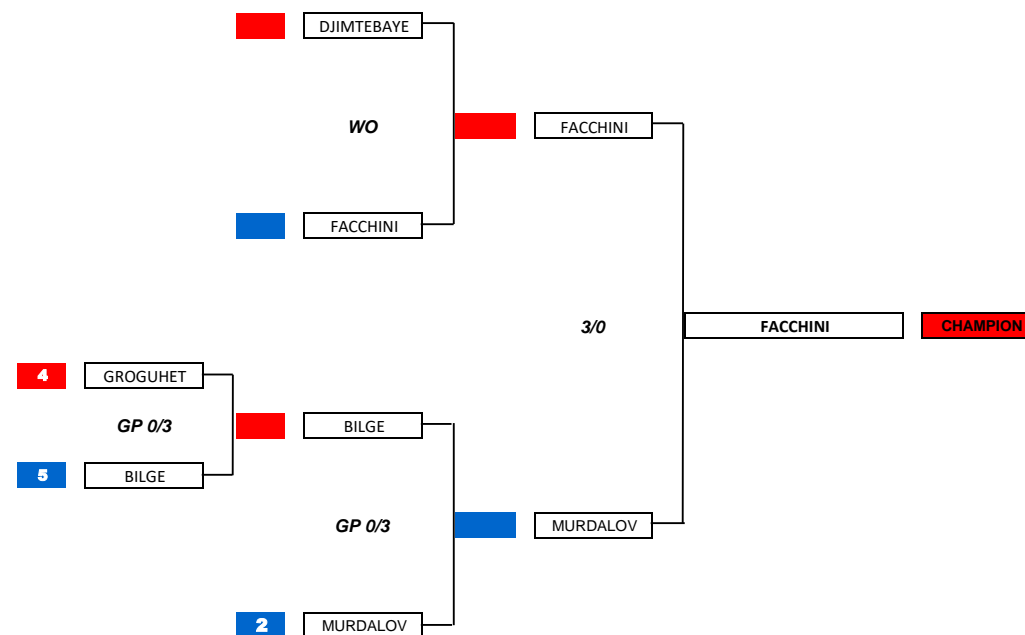 DJIMTEBAYE
WO
FACCHINI
FACCHINI
3/0
FACCHINI
CHAMPION
4
GROGUHET
GP 0/3
BILGE
5
BILGE
GP 0/3
MURDALOV
2
MURDALOV